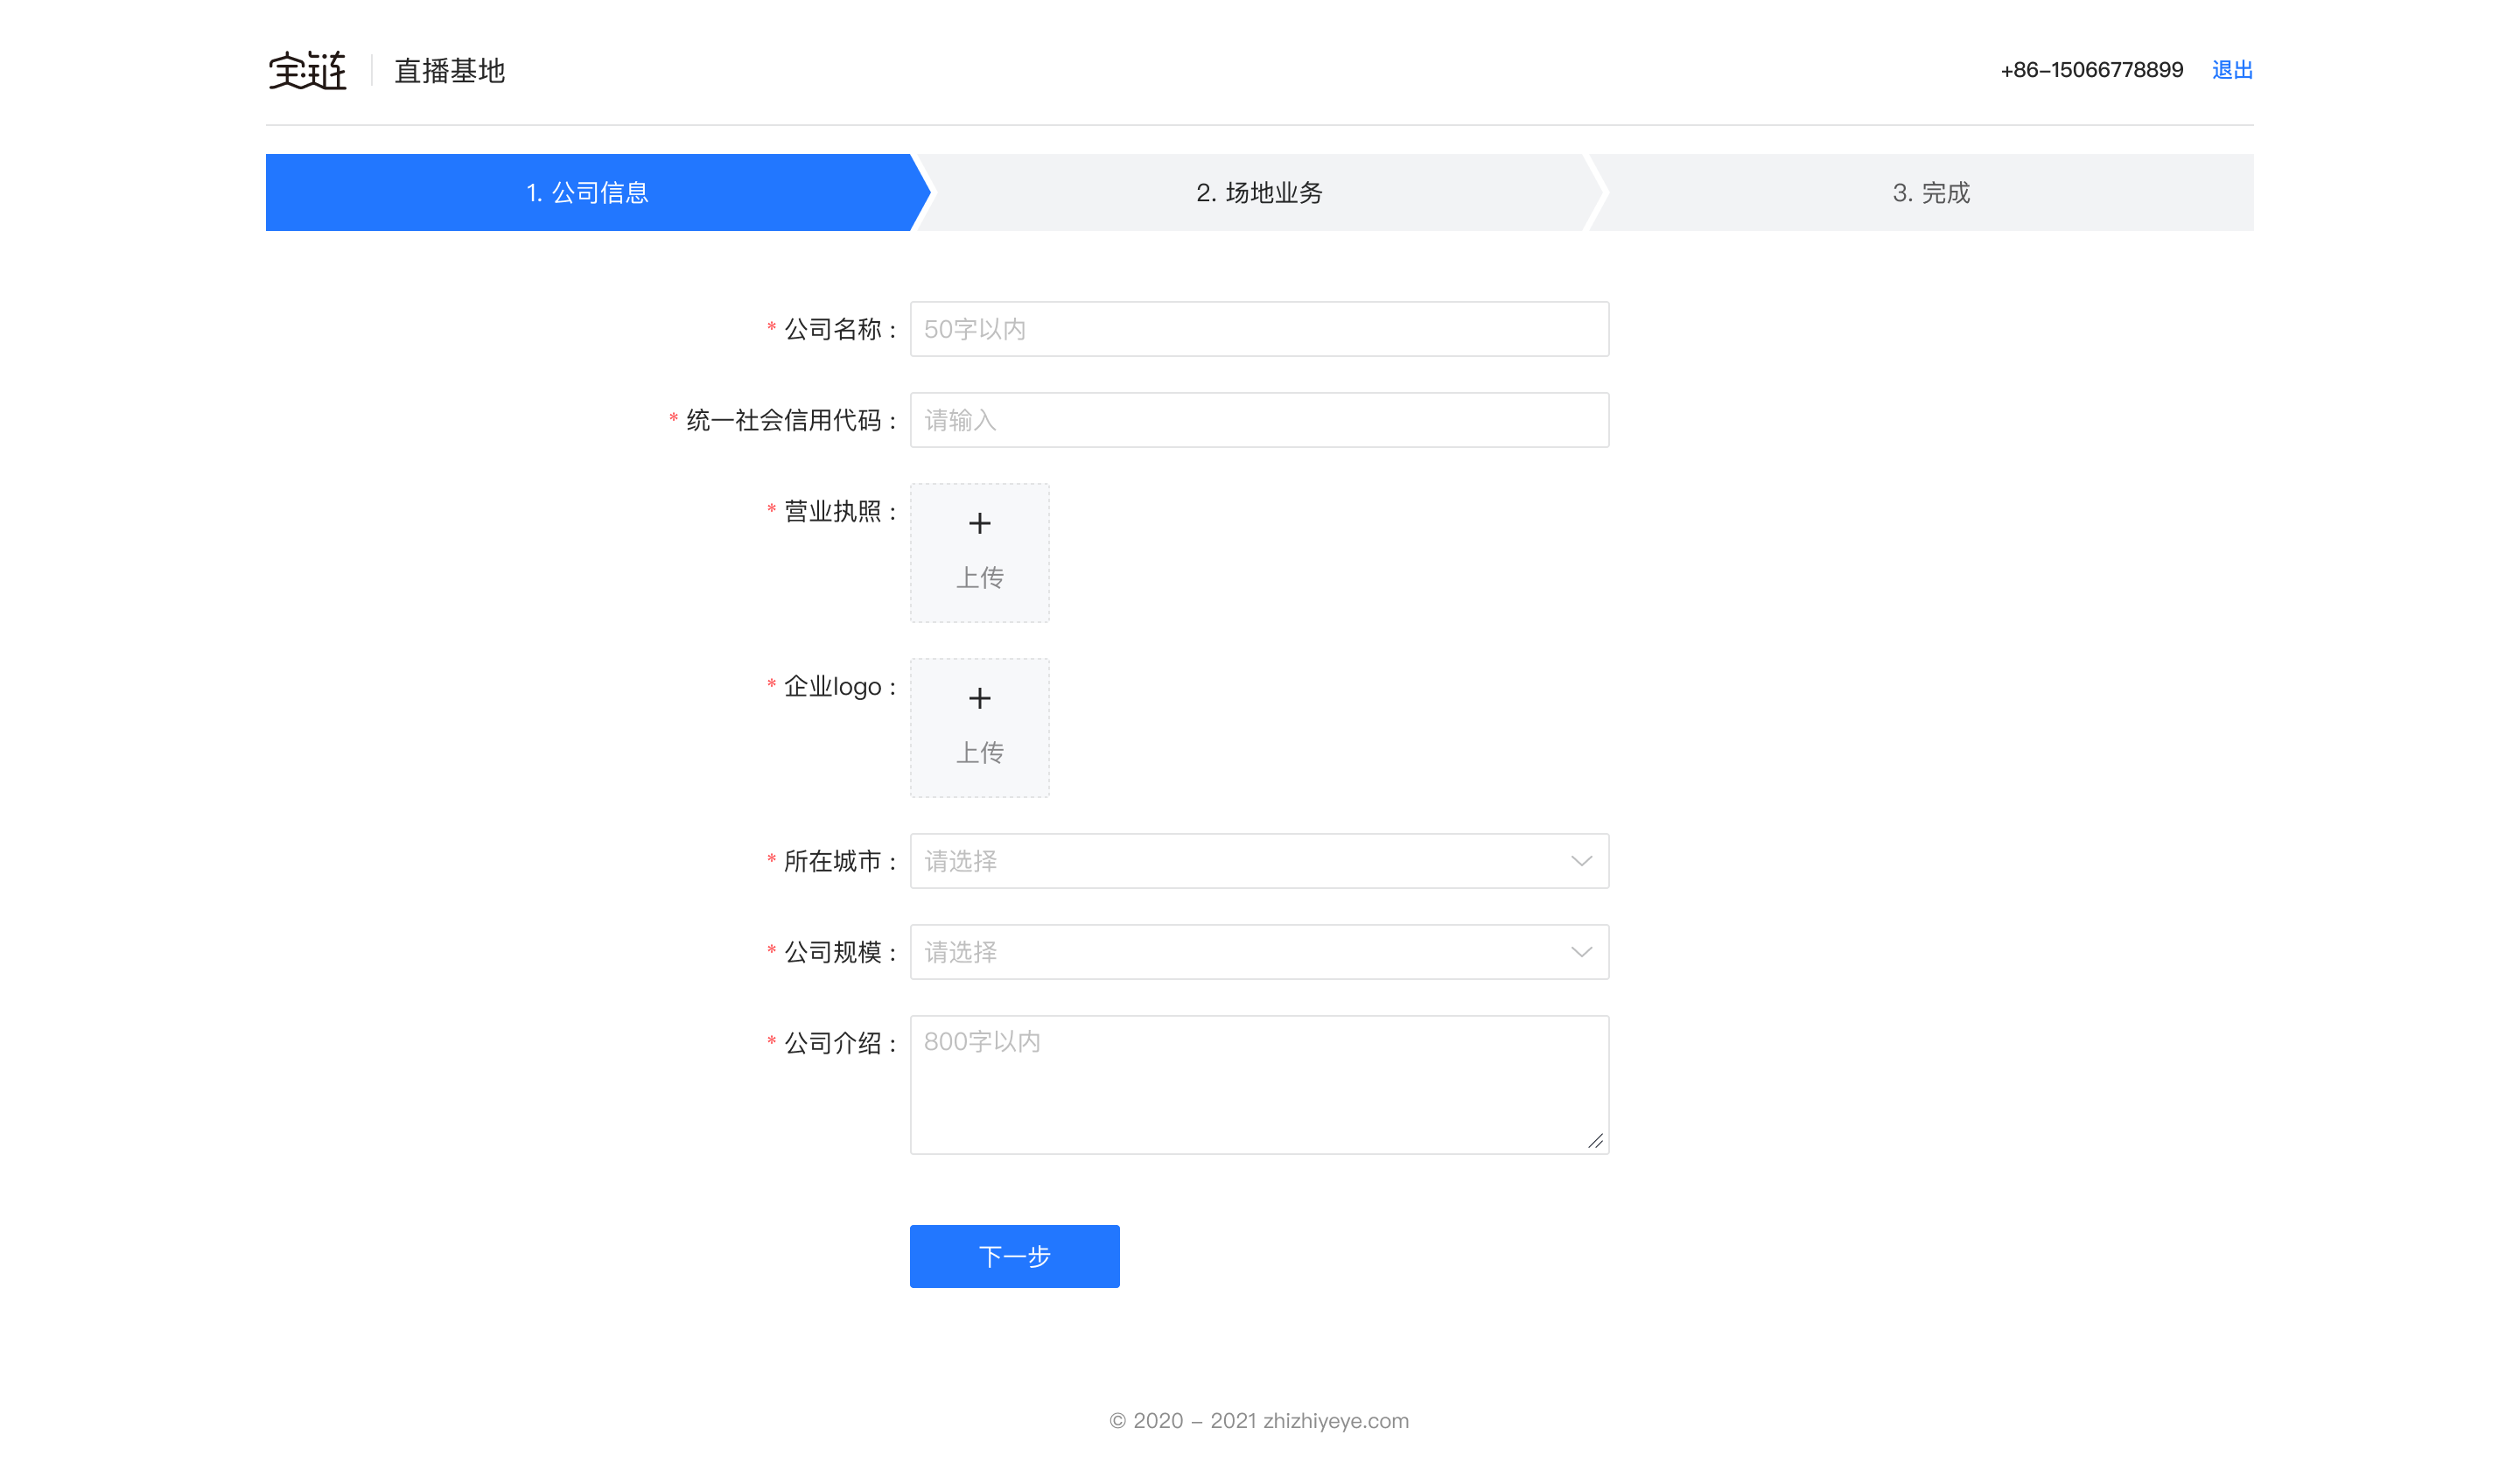 全链 直播基地 +86-15066778899 退出
1. 公司信息 2. 场地业务 3. 完成
* 公司名称 : 50字以内
* 统一社会信用代码 : 请输入
* 营业执照 :
上传
* 企业logo :
上传
* 所在城市 : 请选择
* 公司规模 : 请选择
* 公司介绍 : 800字以内
下一步
© 2020 - 2021 zhizhiyeye.com